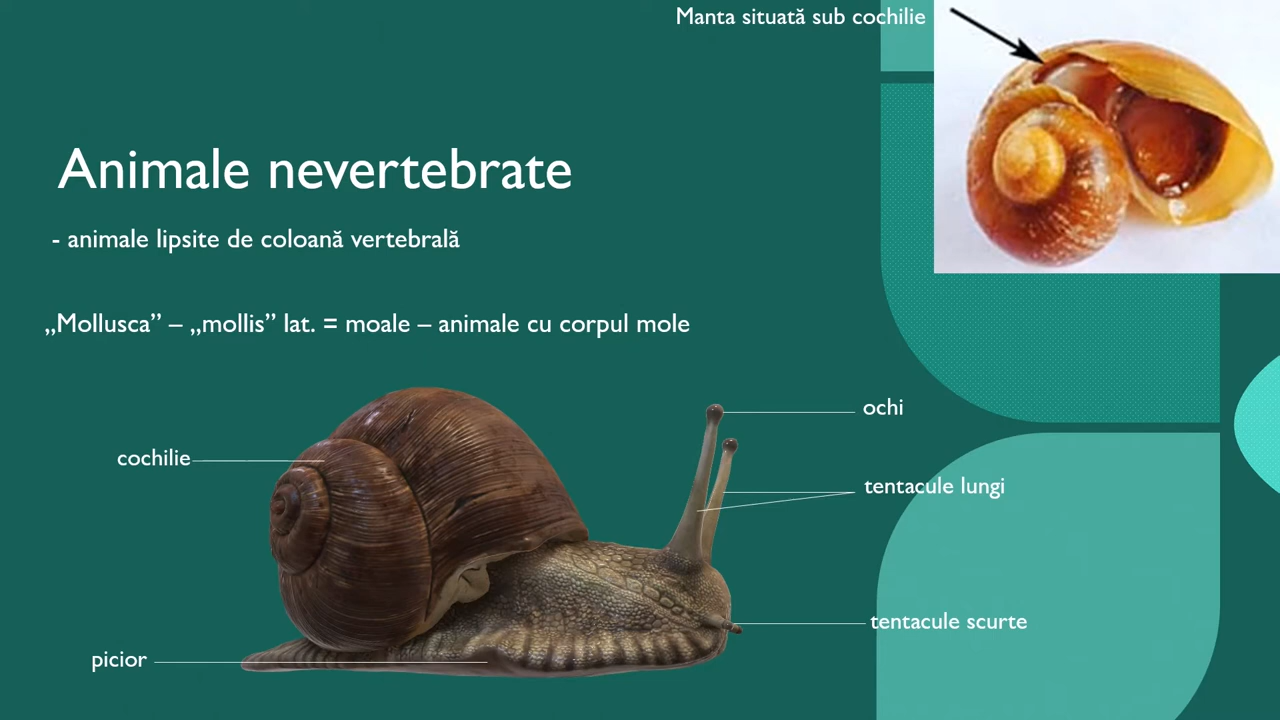 Manta situată sub cochilie
Animale nevertebrate
- animale lipsite de coloană vertebrală
„Mollusca” – „mollis” lat. = moale – animale cu corpul mole
ochi
cochilie
tentacule lungi
tentacule scurte
picior